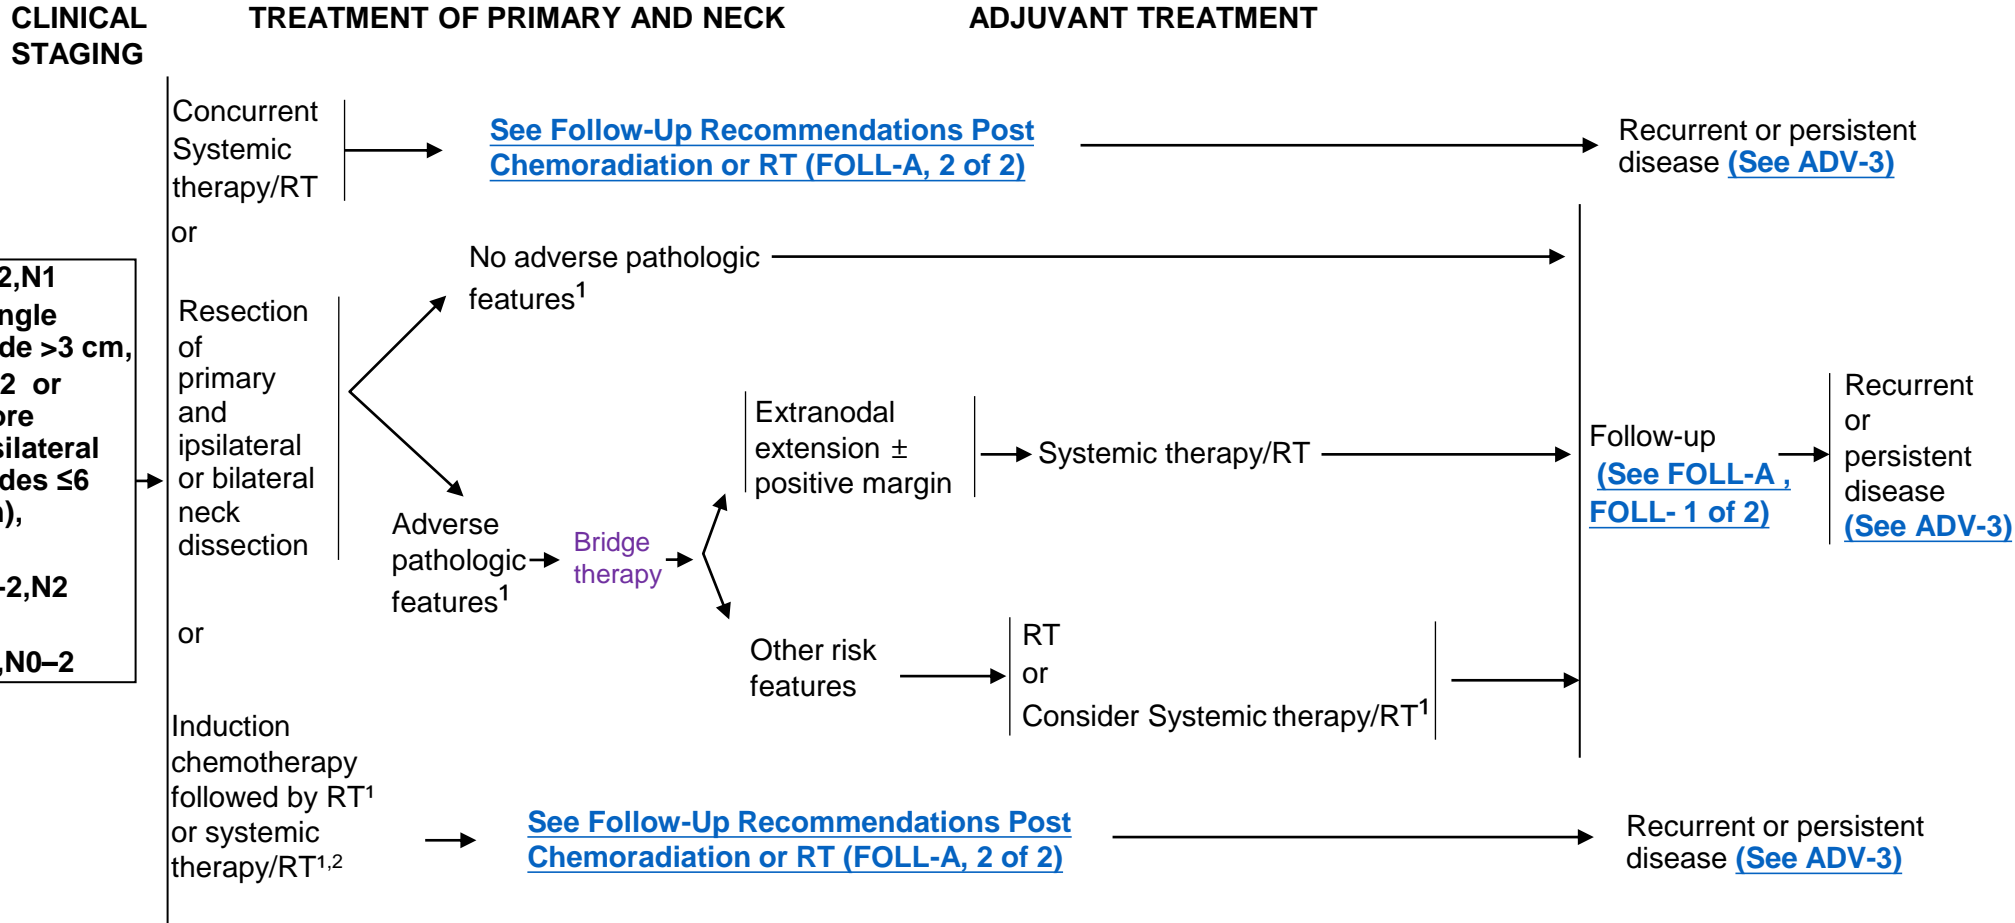 CLINICAL
STAGING
TREATMENT OF PRIMARY AND NECK
ADJUVANT TREATMENT
2,N1
ngle
de >3 cm,
2 or
ore
silateral
des ≤6
),
-2,N2
,N0–2
Concurrent
Systemic
therapy/RT
See Follow-Up Recommendations Post
Chemoradiation or RT (FOLL-A, 2 of 2)
Recurrent or persistent
disease (See ADV-3)
or
Resection
of
primary
and
ipsilateral
or bilateral
neck
dissection
No adverse pathologic
features¹
Adverse
pathologic
features¹
Bridge
therapy
Extranodal
extension ±
positive margin
Systemic therapy/RT
Other risk
features
RT
or
Consider Systemic therapy/RT¹
Follow-up
(See FOLL-A ,
FOLL- 1 of 2)
Recurrent
or
persistent
disease
(See ADV-3)
or
Induction
chemotherapy
followed by RT¹
or systemic
therapy/RT¹,²
See Follow-Up Recommendations Post
Chemoradiation or RT (FOLL-A, 2 of 2)
Recurrent or persistent
disease (See ADV-3)